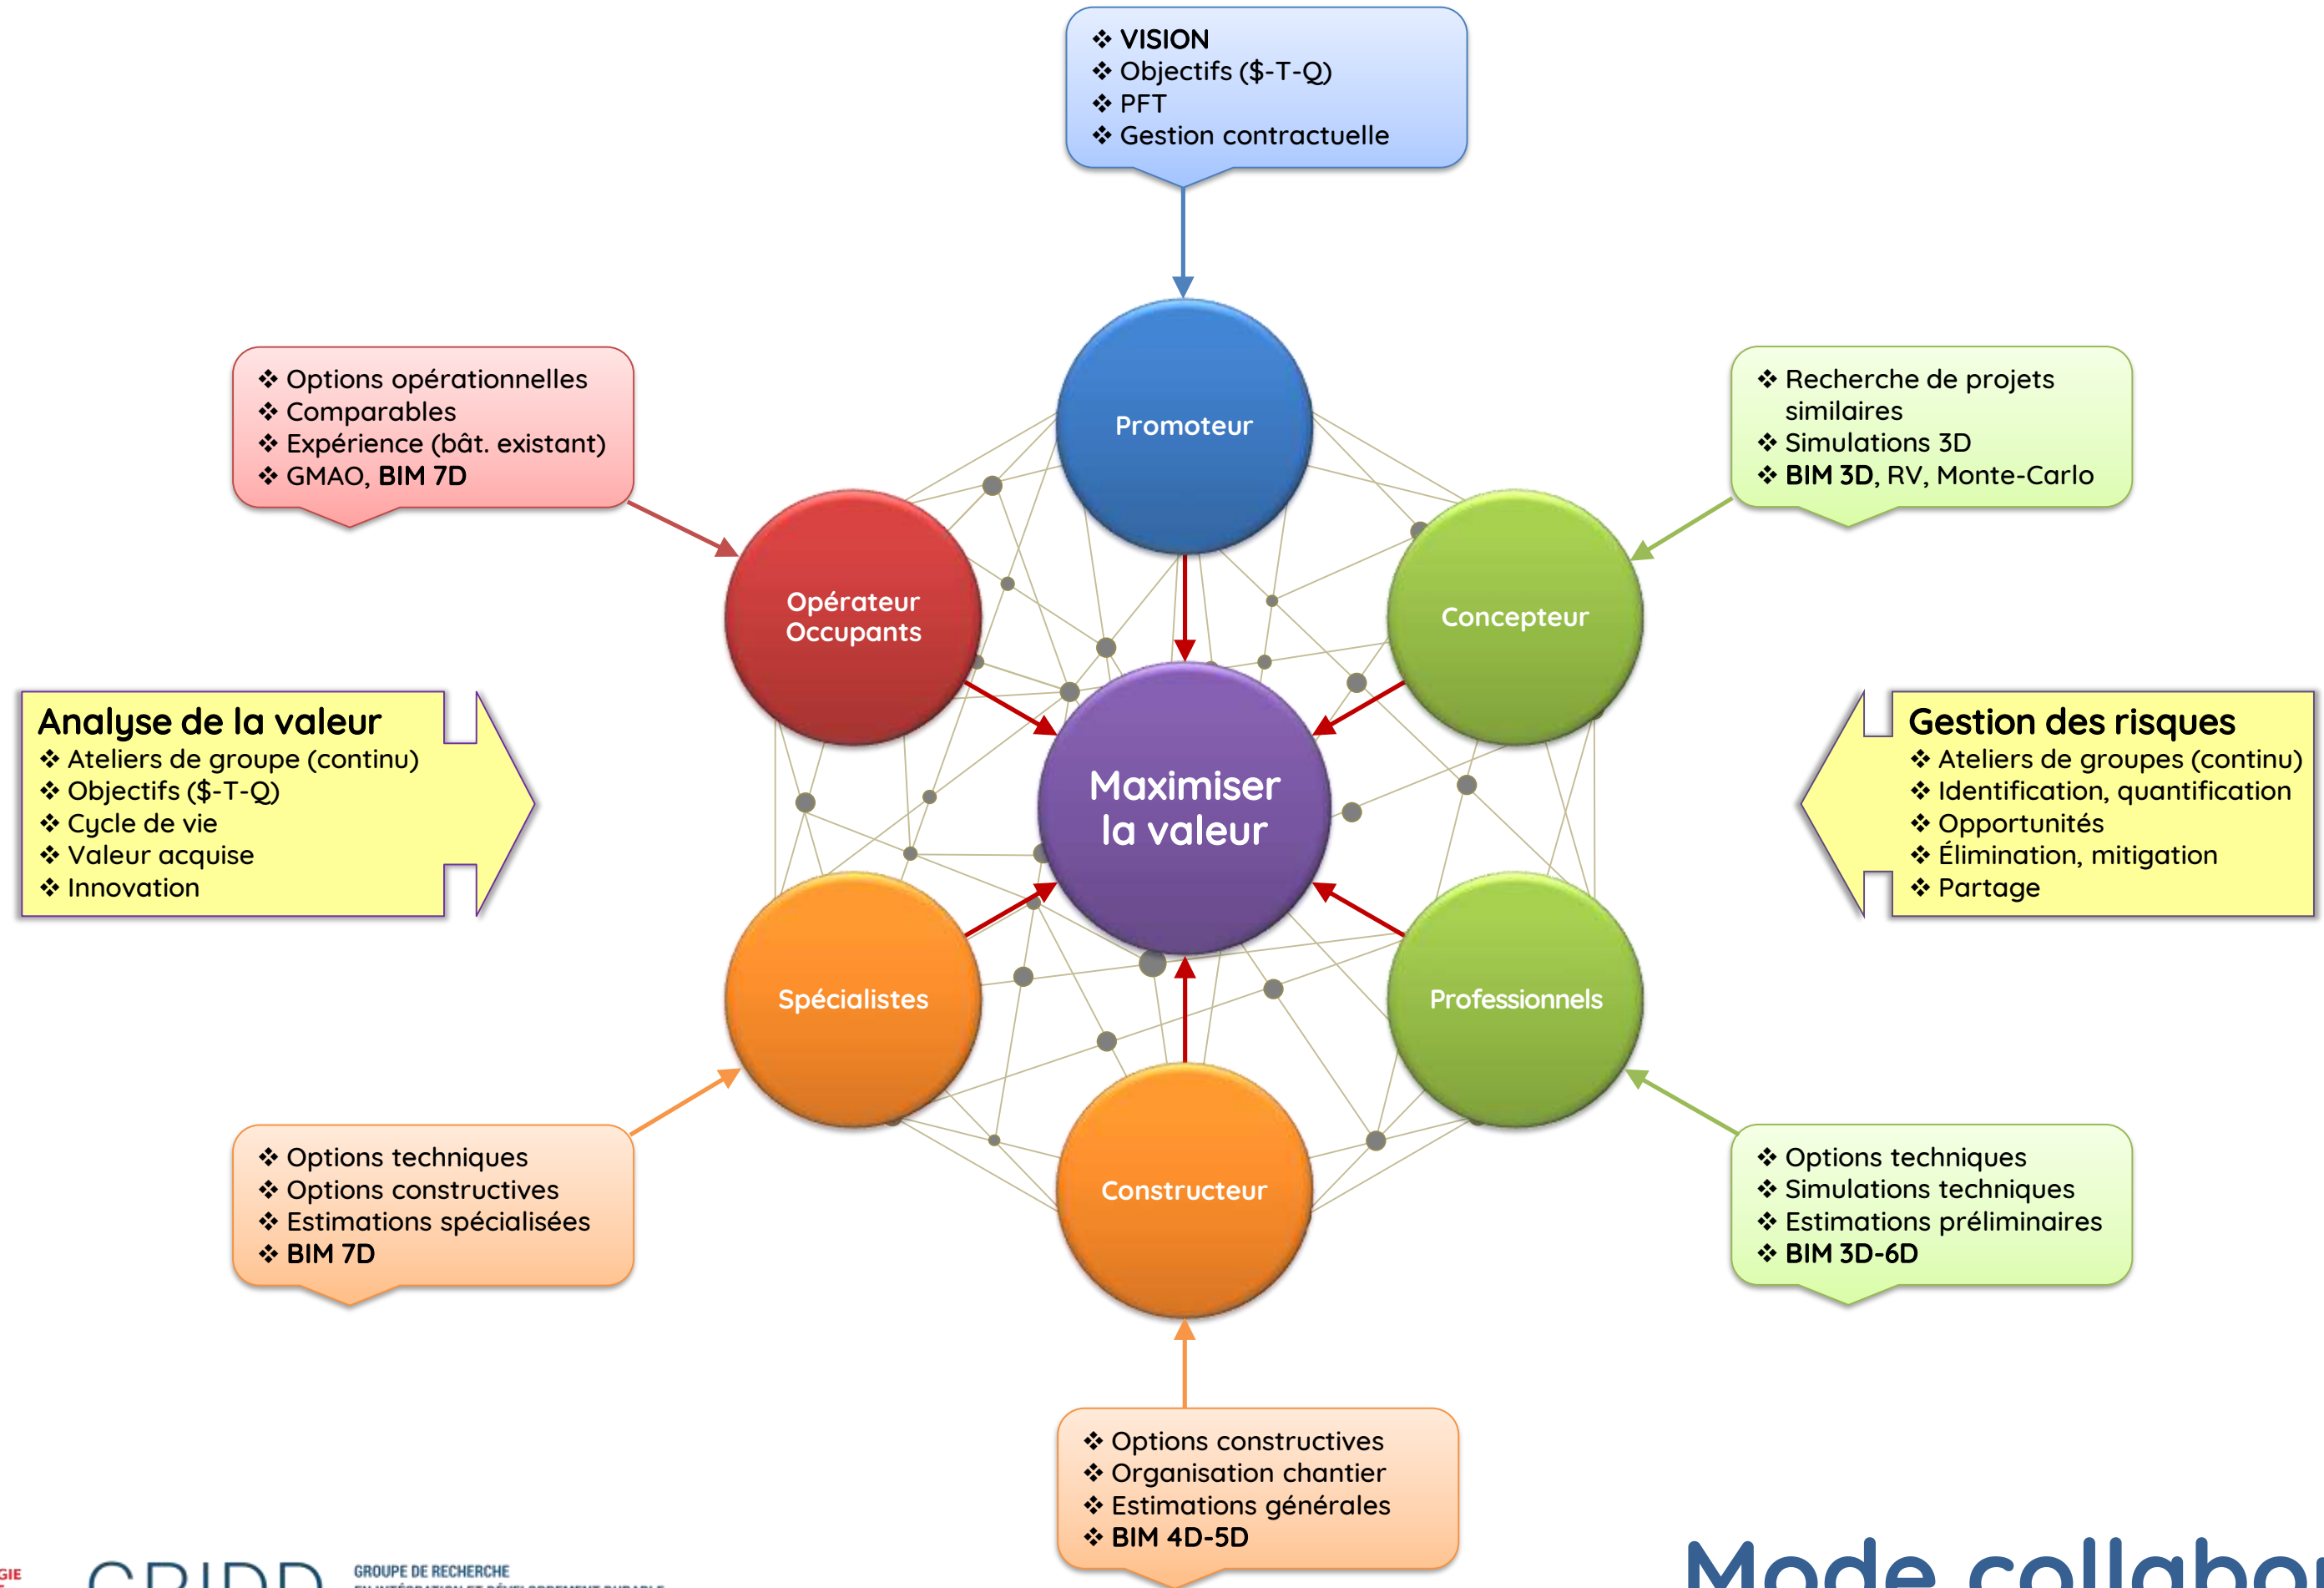 ❖ VISION
❖ Objectifs ($-T-Q)
❖ PFT
❖ Gestion contractuelle
❖ Options opérationnelles
❖ Comparables
❖ Expérience (bât. existant)
❖ GMAO, BIM 7D
❖ Recherche de projets
similaires
❖ Simulations 3D
❖ BIM 3D, RV, Monte-Carlo
Promoteur
Opérateur
Occupants
Concepteur
Analyse de la valeur
❖ Ateliers de groupe (continu)
❖ Objectifs ($-T-Q)
❖ Cycle de vie
❖ Valeur acquise
❖ Innovation
Maximiser
la valeur
Gestion des risques
❖ Ateliers de groupes (continu)
❖ Identification, quantification
❖ Opportunités
❖ Élimination, mitigation
❖ Partage
Spécialistes
Professionnels
Constructeur
❖ Options techniques
❖ Options constructives
❖ Estimations spécialisées
❖ BIM 7D
❖ Options techniques
❖ Simulations techniques
❖ Estimations préliminaires
❖ BIM 3D-6D
❖ Options constructives
❖ Organisation chantier
❖ Estimations générales
❖ BIM 4D-5D
GROUPE DE RECHERCHE
Mode